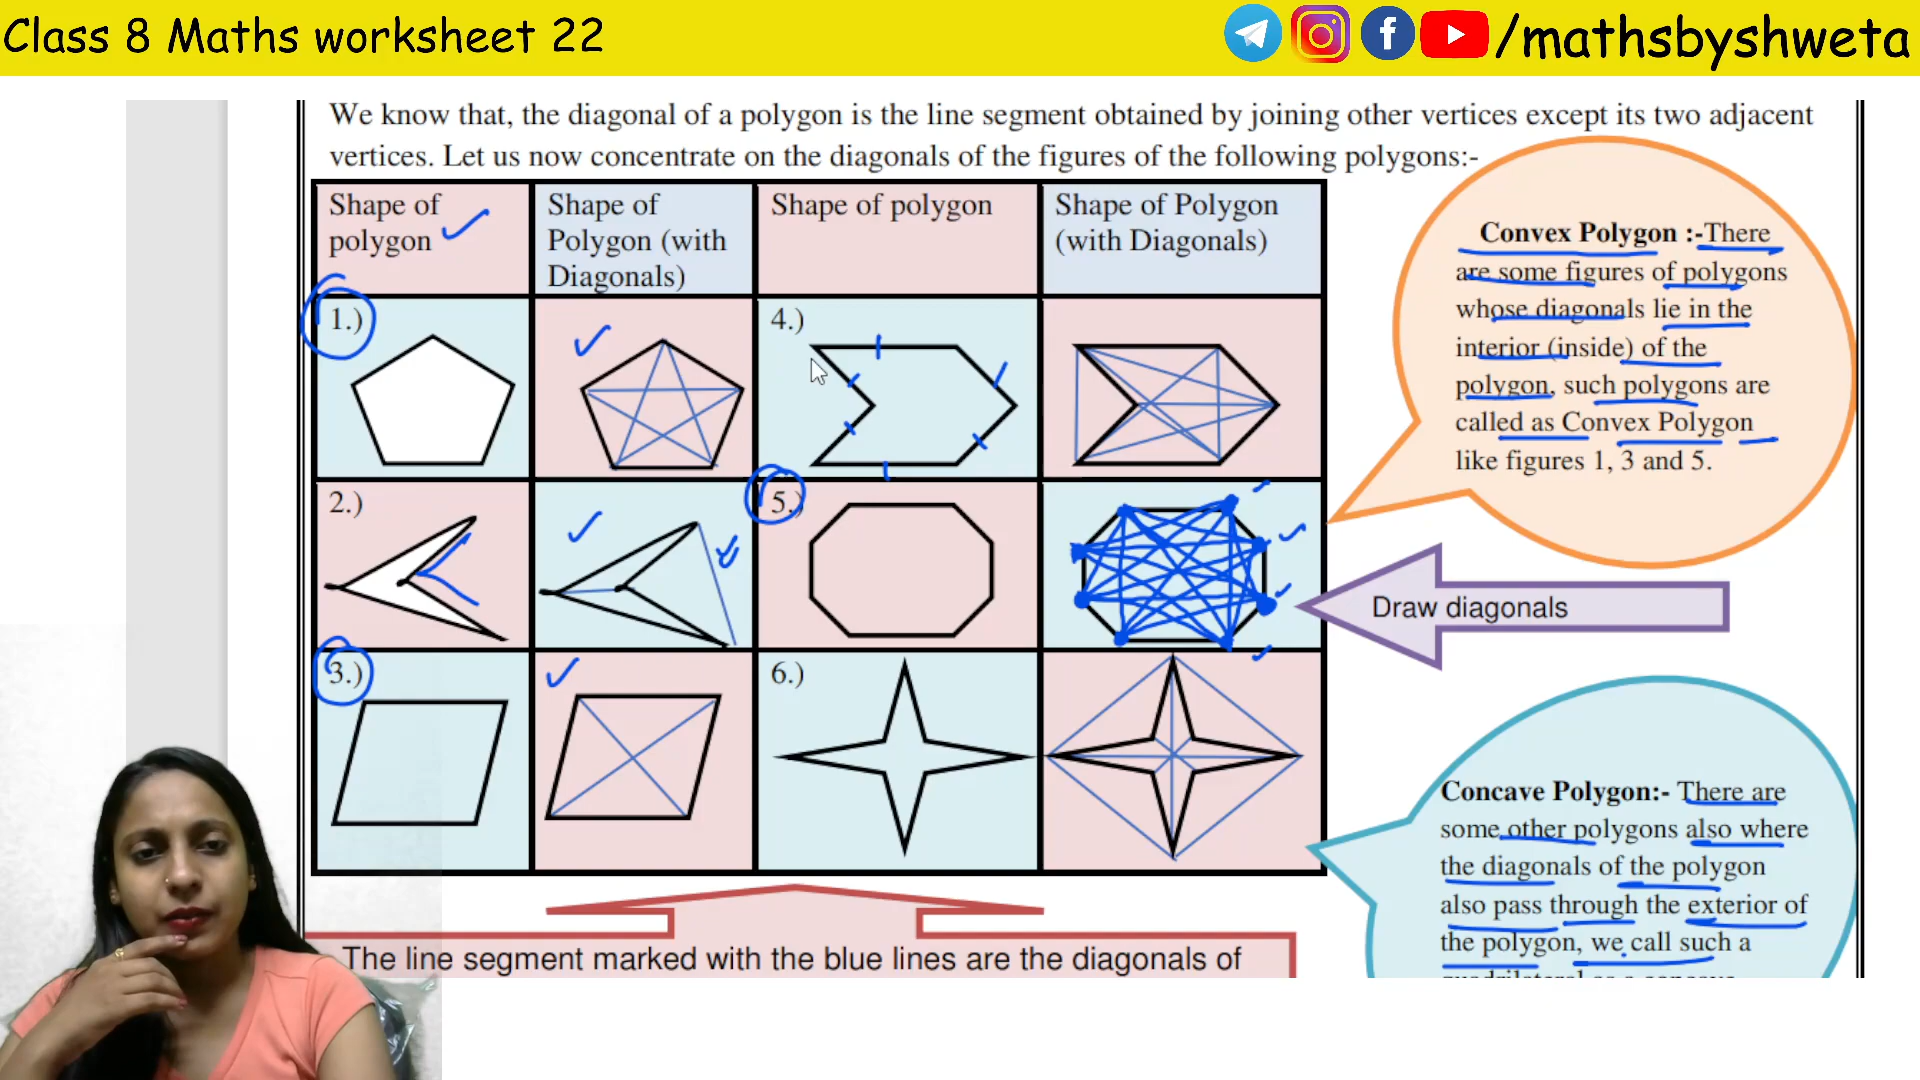 Class 8 Maths worksheet 22
/mathsbyshweta
We know that, the diagonal of a polygon is the line segment obtained by joining other vertices except its two adjacent
vertices. Let us now concentrate on the diagonals of the figures of the following polygons:-
Shape of
polygon
Shape of
Polygon (with
Diagonals)
Shape of polygon
Shape of Polygon
(with Diagonals)
1.)
4.)
2.)
5.)
3.)
6.)
Convex Polygon :-There
are some figures of polygons
whose diagonals lie in the
interior (inside) of the
polygon, such polygons are
called as Convex Polygon
like figures 1, 3 and 5.
Draw diagonals
Concave Polygon:- There are
some other polygons also where
the diagonals of the polygon
also pass through the exterior of
the polygon, we call such a
The line segment marked with the blue lines are the diagonals of